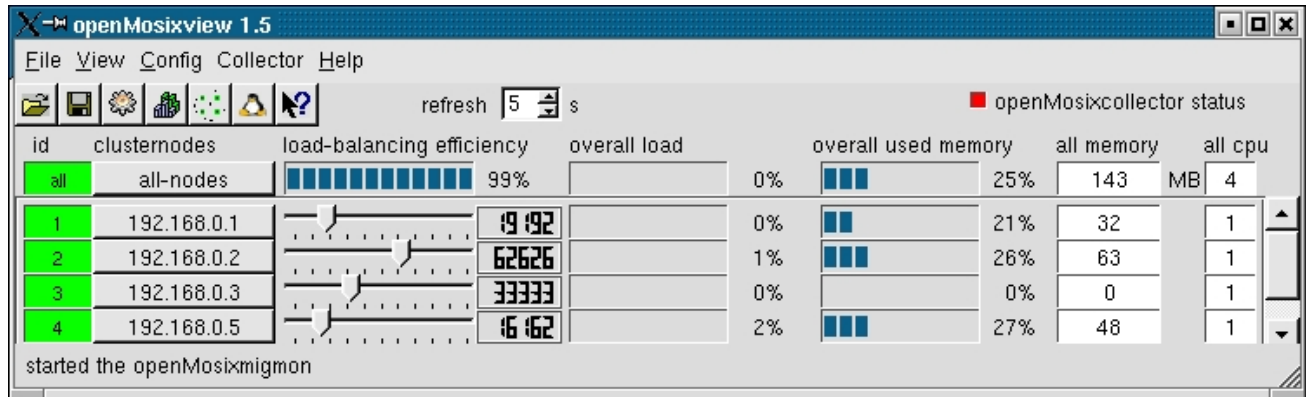 openMosixview 1.5
File View Config Collector Help
refresh 5 s openMosixcollector status
id clusternodes load-balancing efficiency overall load overall used memory all memory all cpu
all all-nodes 99% 0% 25% 143 MB 4
1 192.168.0.1 19192 0% 21% 32 1
2 192.168.0.2 62626 1% 26% 63 1
3 192.168.0.3 33333 0% 0% 0 1
4 192.168.0.5 16162 2% 27% 48 1
started the openMosixmigmon